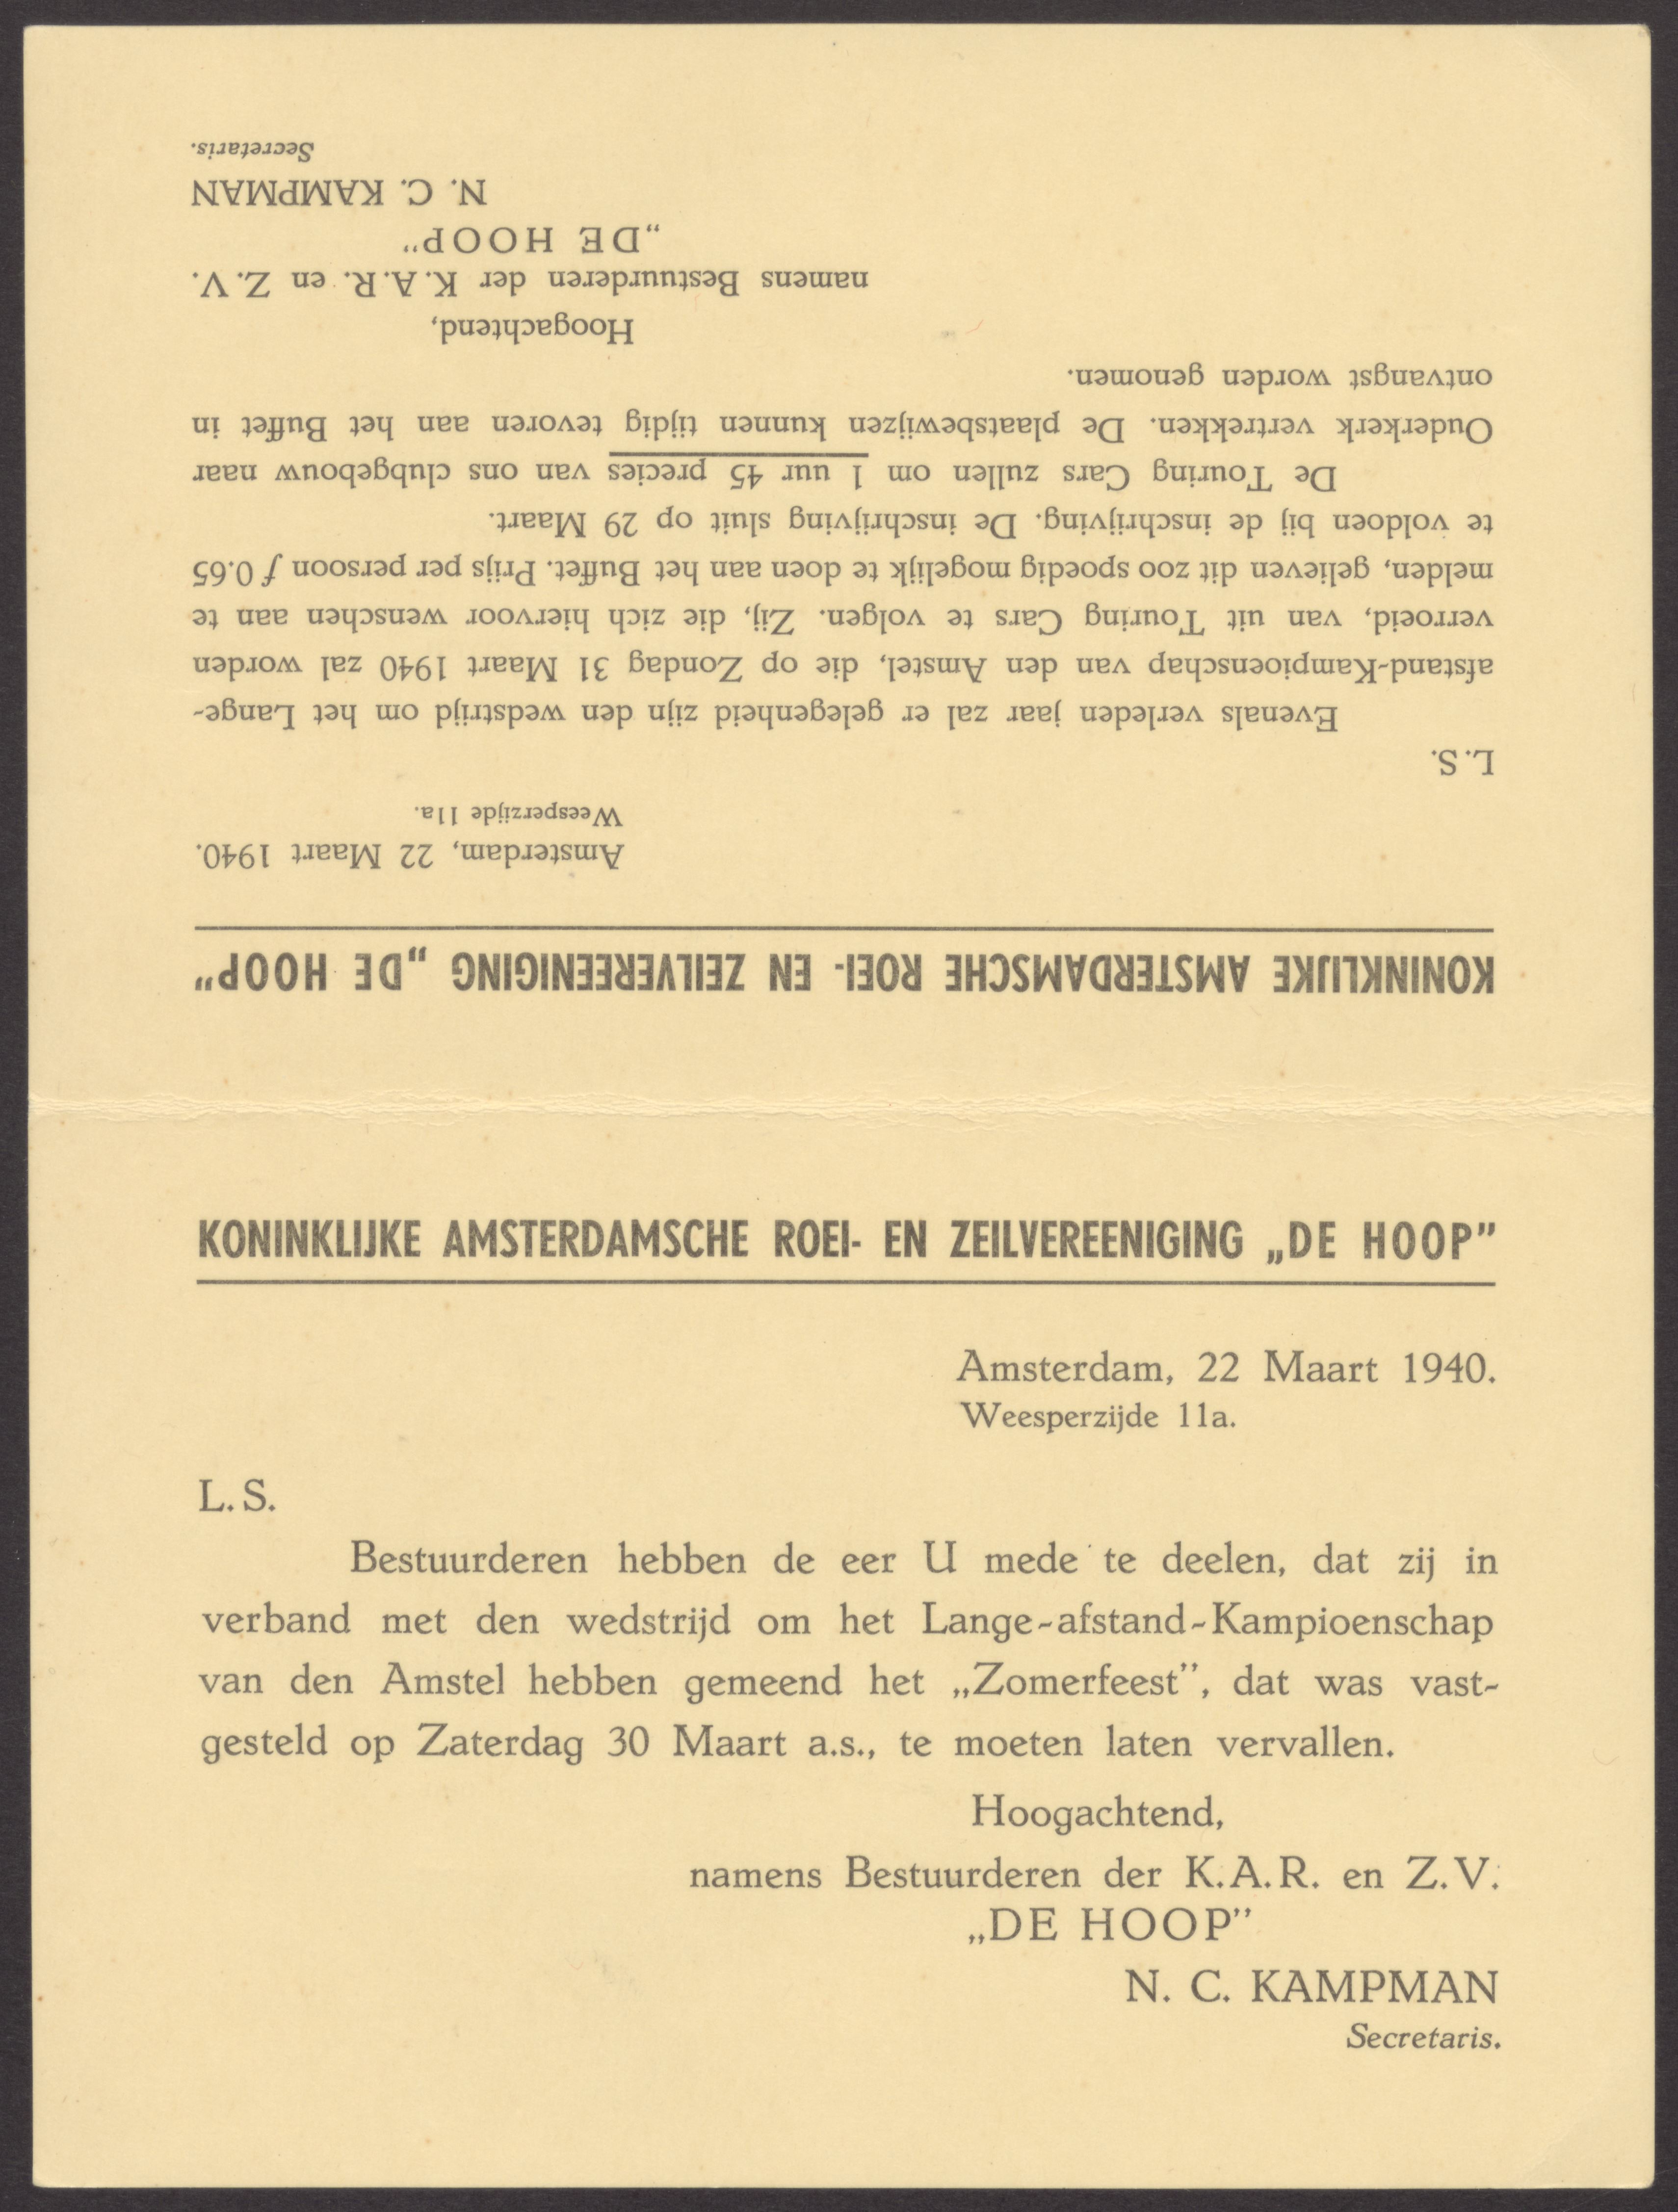 KONINKLIJKE AMSTERDAMSCHE ROEI- EN ZEILVEREENIGING „DE HOOP”
Amsterdam, 22 Maart 1940.
Weesperzijde 11a.
L.S.
Evenals verleden jaar zal er gelegenheid zijn den wedstrijd om het Lange-
afstand-Kampioenschap van den Amstel, die op Zondag 31 Maart 1940 zal worden
verroeid, van uit Touring Cars te volgen. Zij, die zich hiervoor wenschen aan te
melden, gelieven dit zoo spoedig mogelijk te doen aan het Buffet. Prijs per persoon ƒ 0.65
te voldoen bij de inschrijving. De inschrijving sluit op 29 Maart.
De Touring Cars zullen om 1 uur 45 precies van ons clubgebouw naar
Ouderkerk vertrekken. De plaatsbewijzen kunnen tijdig tevoren aan het Buffet in
ontvangst worden genomen.
Hoogachtend,
namens Bestuurderen der K.A.R. en Z.V.
„DE HOOP”
N. C. KAMPMAN
Secretaris.
KONINKLIJKE AMSTERDAMSCHE ROEI- EN ZEILVEREENIGING „DE HOOP”
Amsterdam, 22 Maart 1940.
Weesperzijde 11a.
L.S.
Bestuurderen hebben de eer U mede te deelen, dat zij in
verband met den wedstrijd om het Lange-afstand-Kampioenschap
van den Amstel hebben gemeend het „Zomerfeest”, dat was vast-
gesteld op Zaterdag 30 Maart a.s., te moeten laten vervallen.
Hoogachtend,
namens Bestuurderen der K.A.R. en Z.V.
„DE HOOP”
N. C. KAMPMAN
Secretaris.